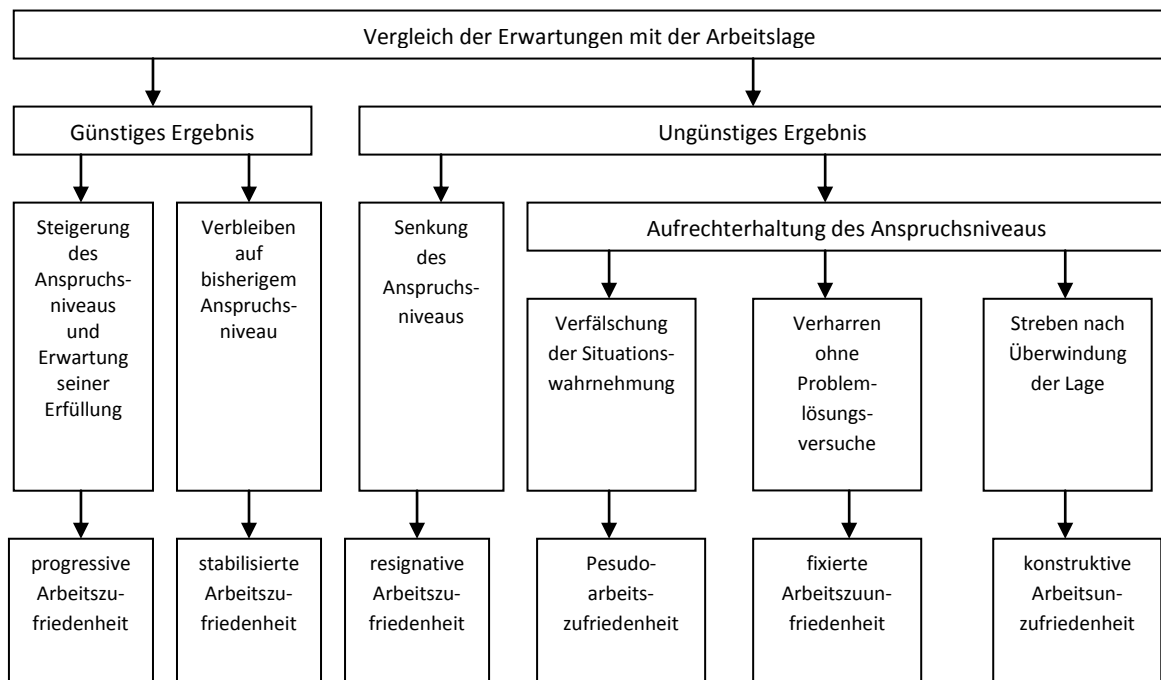 Vergleich der Erwartungen mit der Arbeitslage
Günstiges Ergebnis
Ungünstiges Ergebnis
Steigerung
des
Anspruchs-
niveaus
und
Erwartung
seiner
Erfüllung
Verbleiben
auf
bisherigem
Anspruchs-
niveau
Senkung
des
Anspruchs-
niveaus
Aufrechterhaltung des Anspruchsniveaus
Verfälschung
der Situations-
wahrnehmung
Verharren
ohne
Problem-
lösungs-
versuche
Streben nach
Überwindung
der Lage
progressive
Arbeitszu-
friedenheit
stabilisierte
Arbeitszu-
friedenheit
resignative
Arbeitszu-
friedenheit
Pesudo-
arbeits-
zufriedenheit
fixierte
Arbeitszuun-
friedenheit
konstruktive
Arbeitsun-
zufriedenheit